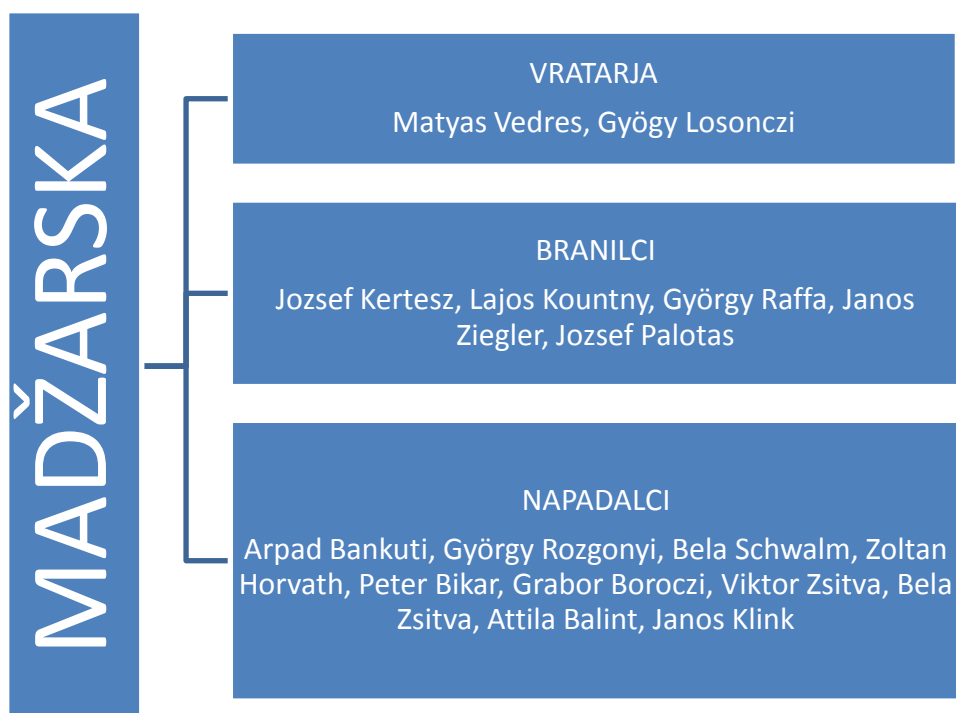 MADŽARSKA
VRATARJA
Matyas Vedres, Gyögy Losonczi
BRANILCI
Jozsef Kertesz, Lajos Kountny, György Raffa, Janos
Ziegler, Jozsef Palotas
NAPADALCI
Arpad Bankuti, György Rozgonyi, Bela Schwalm, Zoltan
Horvath, Peter Bikar, Grabor Boroczi, Viktor Zsitva, Bela
Zsitva, Attila Balint, Janos Klink